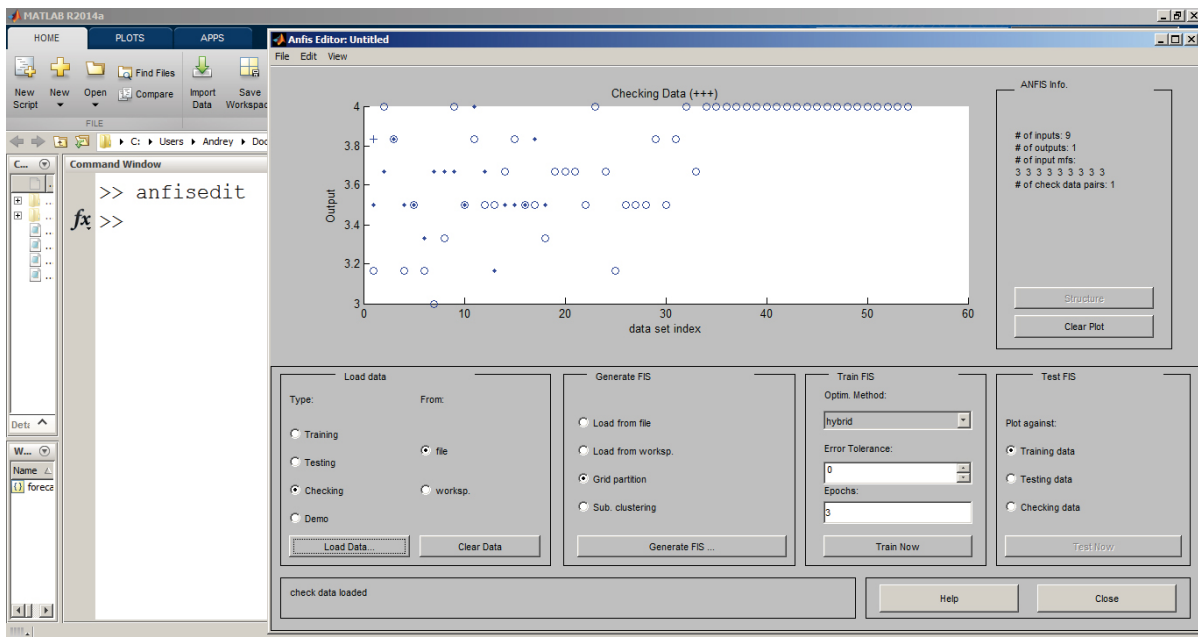 MATLAB R2014a
HOME PLOTS APPS
New Script
New
Open
Find Files
Compare
Import Data
Save
FILE
C: Users Andrey
Command Window
>> anfisedit
fx >>
Name
Anfis Editor: Untitled
File Edit View
Checking Data (+++)
4
3.8
3.6
3.4
3.2
3
Output
0 10 20 30 40 50 60
data set index
ANFIS Info.
# of inputs: 9
# of outputs: 1
# of input mfs:
3 3 3 3 3 3 3 3 3
# of check data pairs: 1
Structure
Clear Plot
Load data
Type: From:
Training
Testing
Checking
Demo
file
worksp.
Load Data... Clear Data
Generate FIS
Load from file
Load from worksp.
Grid partition
Sub. clustering
Generate FIS ...
Train FIS
Optim. Method:
hybrid
Error Tolerance:
0
Epochs:
3
Train Now
Test FIS
Plot against:
Training data
Testing data
Checking data
Test Now
check data loaded
Help Close